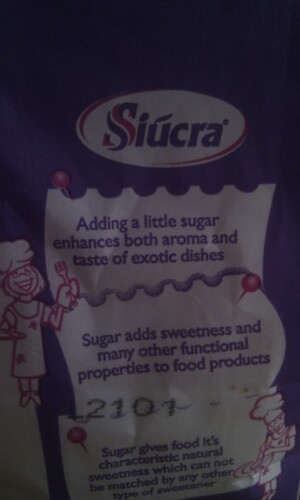 Siúcra
Adding a little sugar
enhances both aroma and
taste of exotic dishes
Sugar adds sweetness and
many other functional
properties to food products
L2101
Sugar gives food it's
characteristic natural
sweetness which can not
be matched by any other
type of sweetener